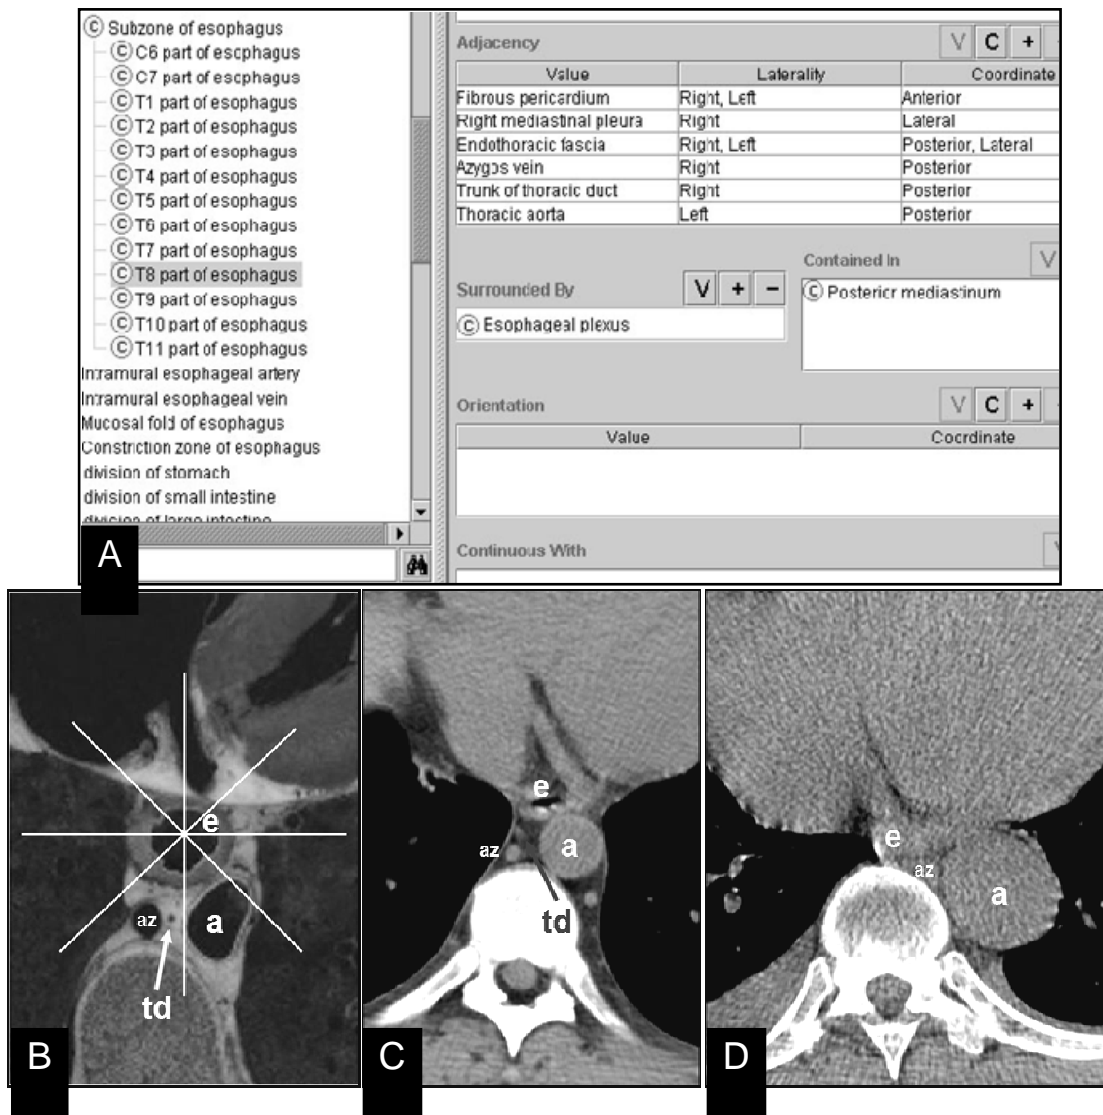 Subzone of esophagus
C6 part of esophagus
C7 part of esophagus
T1 part of esophagus
T2 part of esophagus
T3 part of esophagus
T4 part of esophagus
T5 part of esophagus
T6 part of esophagus
T7 part of esophagus
T8 part of esophagus
T9 part of esophagus
T10 part of esophagus
T11 part of esophagus
Intramural esophageal artery
Intramural esophageal vein
Mucosal fold of esophagus
Constriction zone of esophagus
division of stomach
division of small intestine
division of large intestine
A
Adjacency
V C +
Value Laterality Coordinate
Fibrous pericardium Right, Left Anterior
Right mediastinal pleura Right Lateral
Endothoracic fascia Right, Left Posterior, Lateral
Azygos vein Right Posterior
Trunk of thoracic duct Right Posterior
Thoracic aorta Left Posterior
Surrounded By V + −
C Esophageal plexus
Contained In V
C Posterior mediastinum
Orientation V C +
Value Coordinate
Continuous With V
e
az
a
td
B
e
az
a
td
C
e
az
a
D